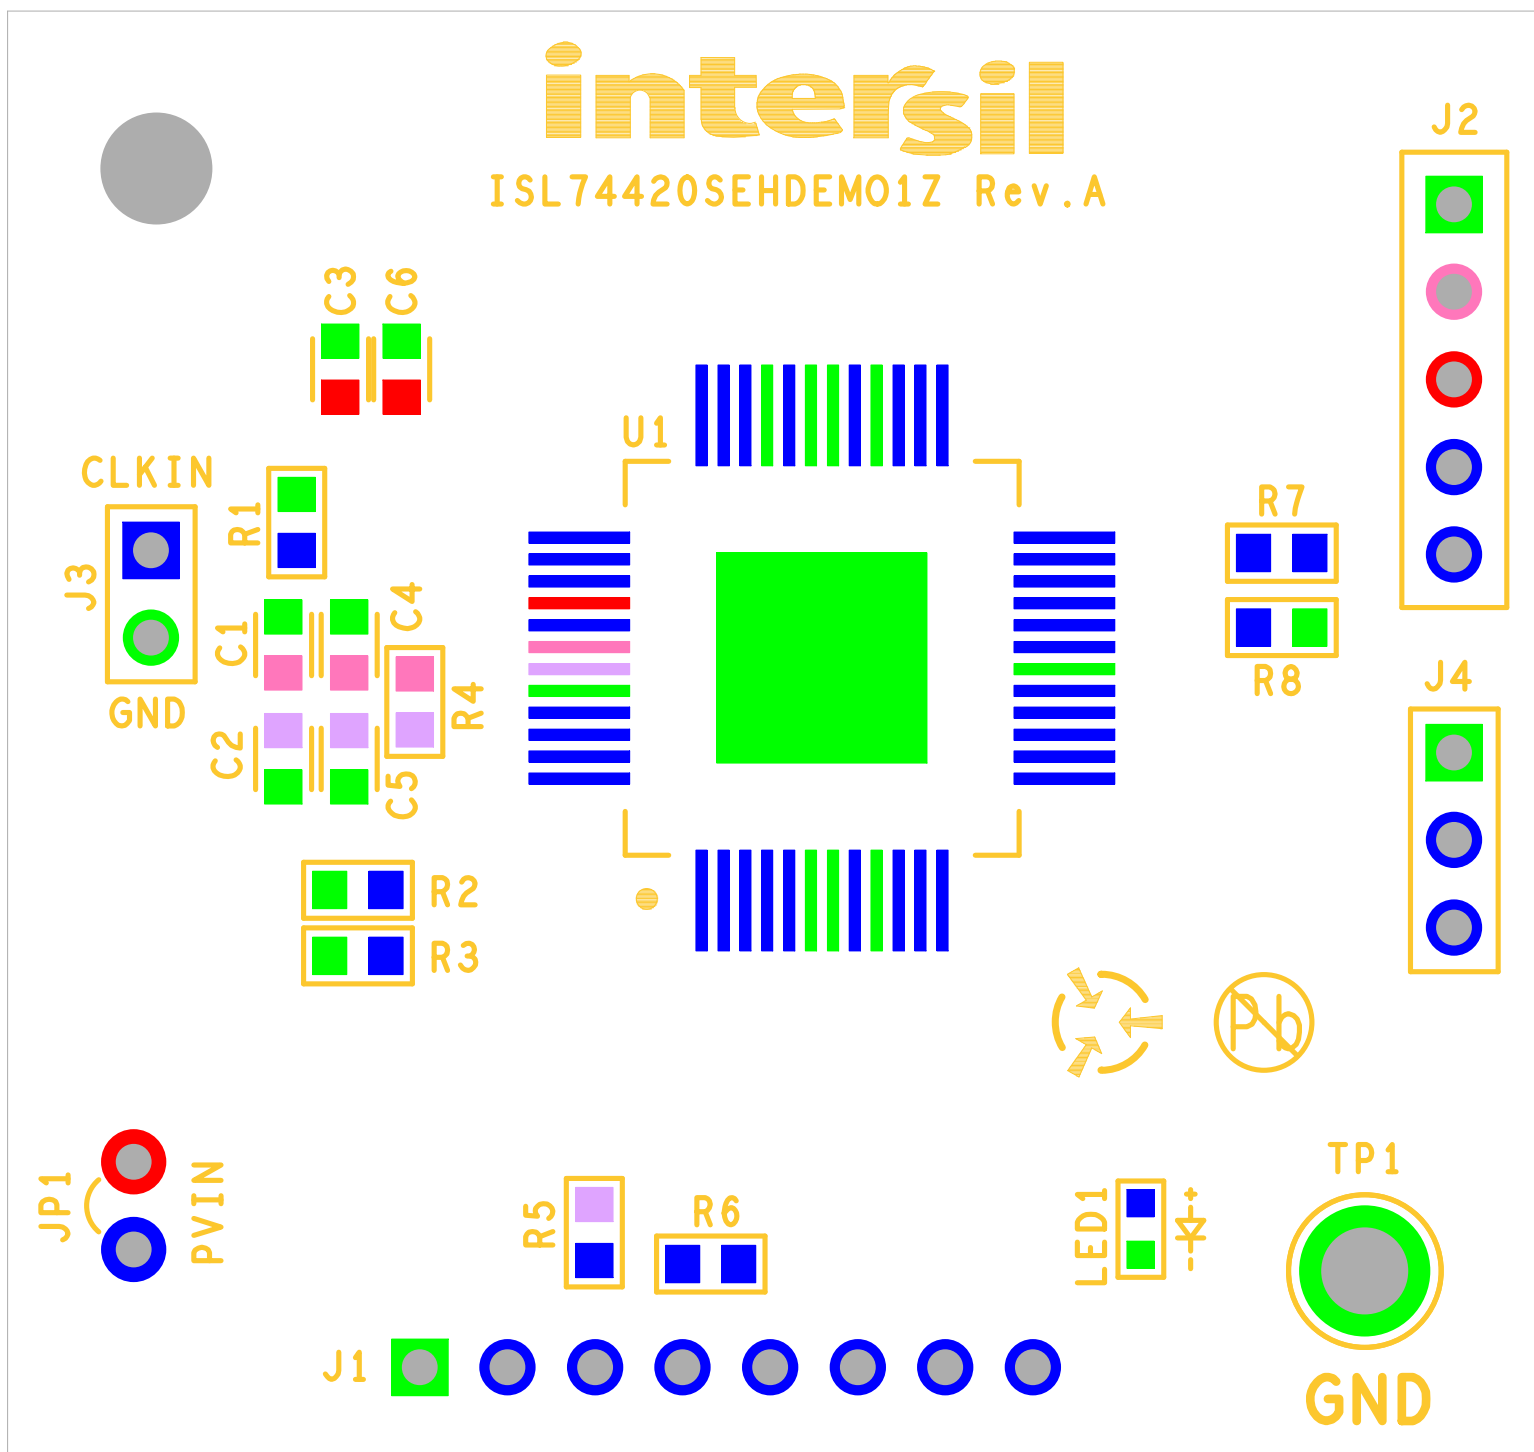 intersil
ISL74420SEHDEMO1Z Rev.A
J2
C3
C6
U1
CLKIN
R1
R7
J3
C4
C1
R8
J4
R4
GND
C2
C5
R2
R3
Pb
TP1
JP1
PVIN
R5
R6
LED1
+
-
J1
GND